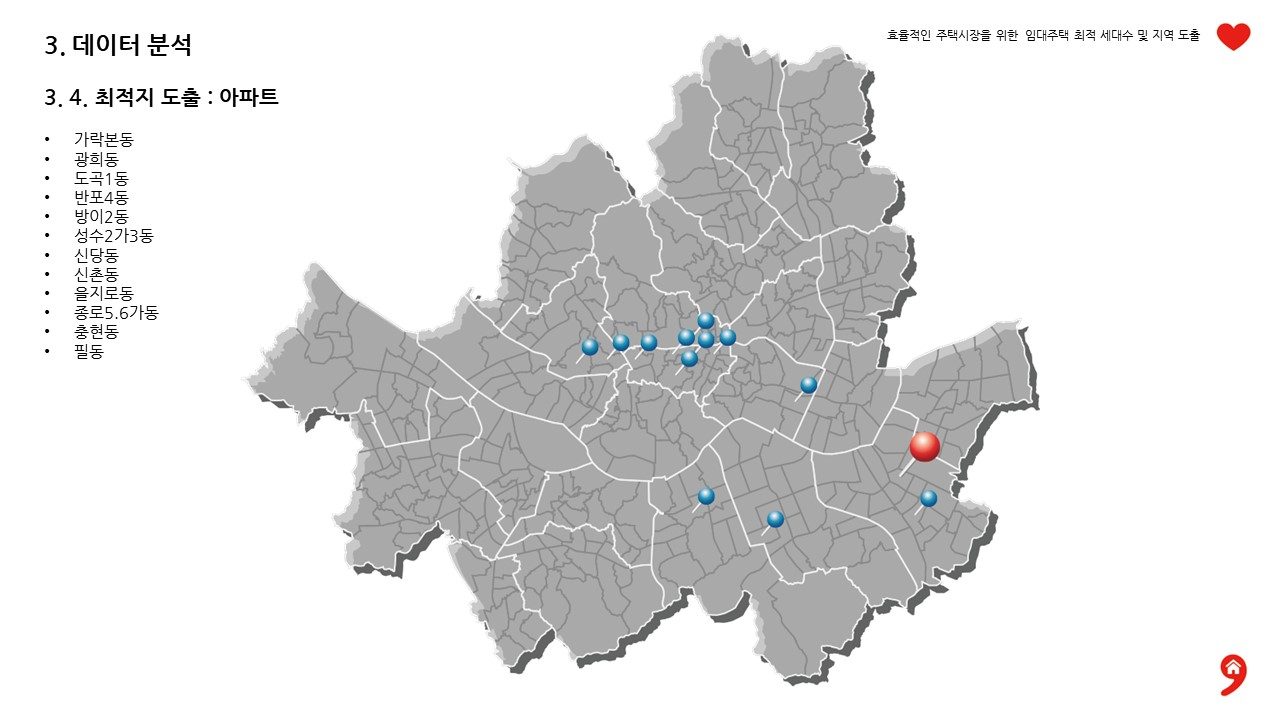 3. 데이터 분석
효율적인 주택시장을 위한 임대주택 최적 세대수 및 지역 도출
3. 4. 최적지 도출 : 아파트
• 가락본동
• 광희동
• 도곡1동
• 반포4동
• 방이2동
• 성수2가3동
• 신당동
• 신촌동
• 을지로동
• 종로5.6가동
• 충현동
• 필동